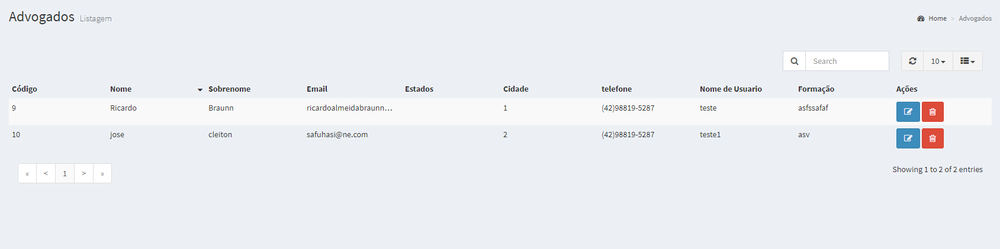 Advogados Listagem
Home > Advogados
Search
10
Código Nome Sobrenome Email Estados Cidade telefone Nome de Usuario Formação Ações
9 Ricardo Braunn ricardoalmeidabraunn... 1 (42)98819-5287 teste asfssafaf
10 jose cleiton safuhasi@ne.com 2 (42)98819-5287 teste1 asv
« < 1 > »
Showing 1 to 2 of 2 entries